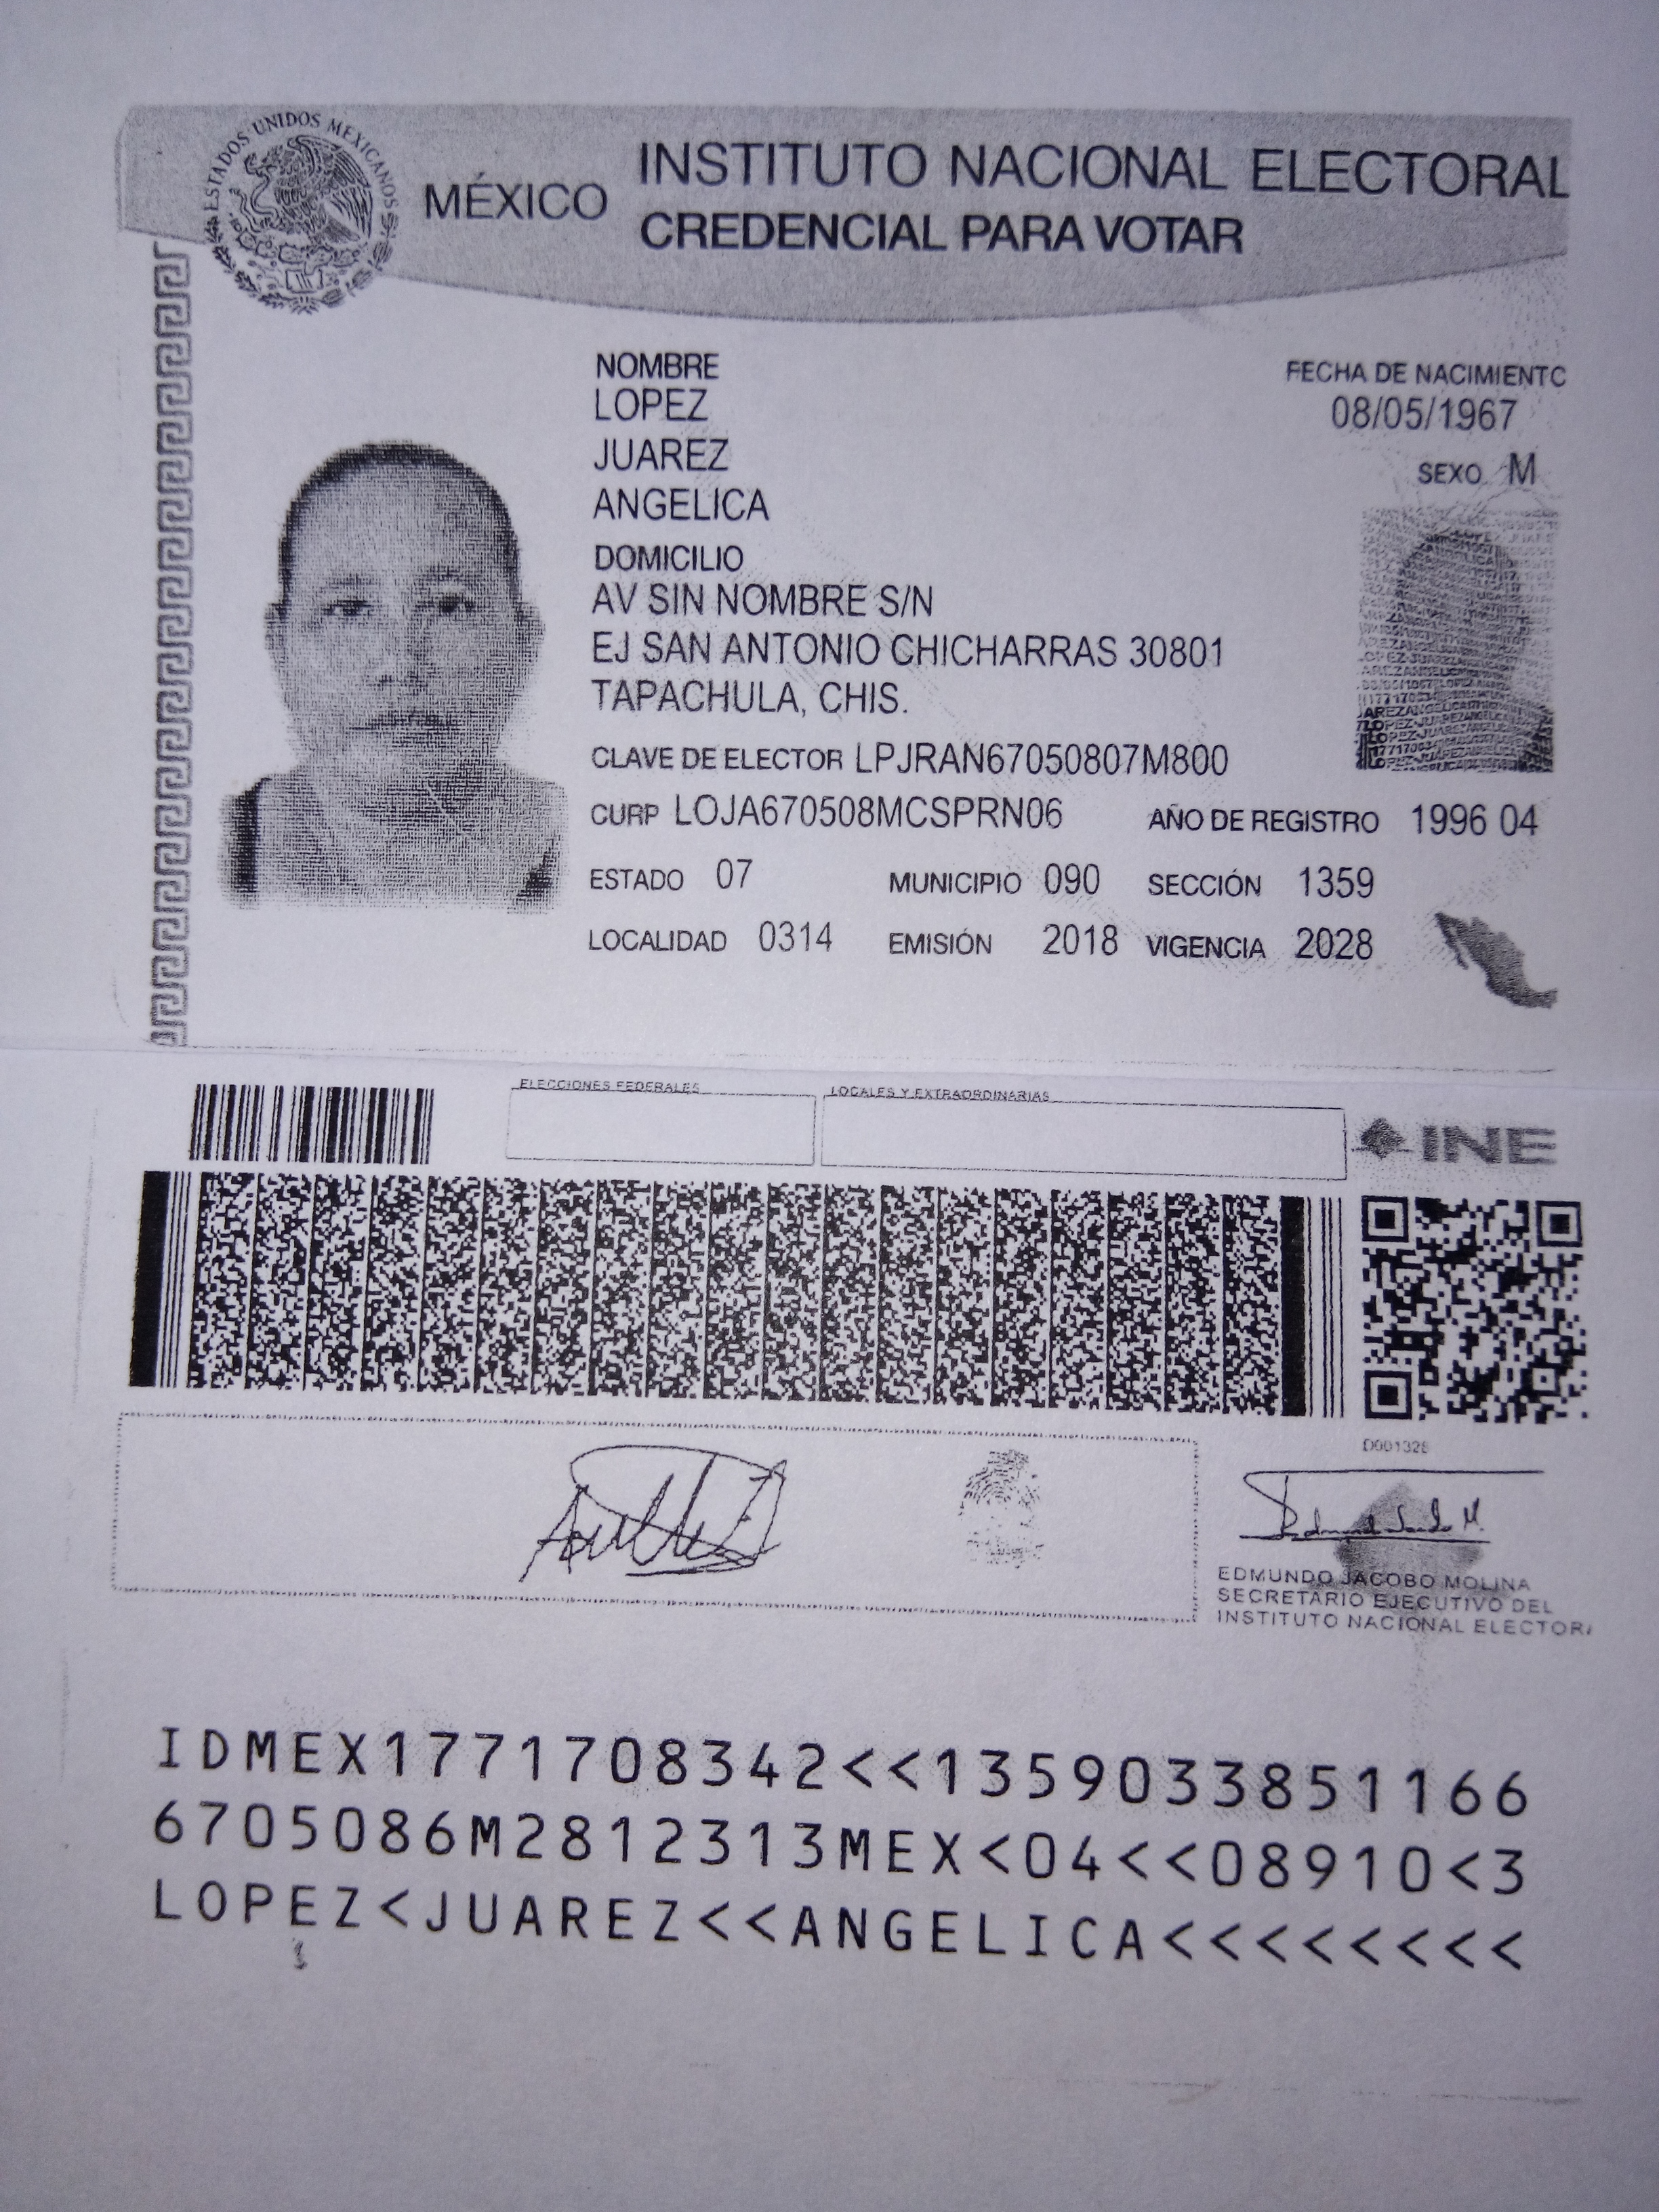 ESTADOS UNIDOS MEXICANOS
MÉXICO
INSTITUTO NACIONAL ELECTORAL
CREDENCIAL PARA VOTAR
NOMBRE
LOPEZ
JUAREZ
ANGELICA
FECHA DE NACIMIENTO
08/05/1967
SEXO M
DOMICILIO
AV SIN NOMBRE S/N
EJ SAN ANTONIO CHICHARRAS 30801
TAPACHULA, CHIS.
CLAVE DE ELECTOR LPJRAN67050807M800
CURP LOJA670508MCSPRN06 AÑO DE REGISTRO 1996 04
ESTADO 07 MUNICIPIO 090 SECCIÓN 1359
LOCALIDAD 0314 EMISIÓN 2018 VIGENCIA 2028
ELECCIONES FEDERALES LOCALES Y EXTRAORDINARIAS
INE
EDMUNDO JACOBO MOLINA
SECRETARIO EJECUTIVO DEL
INSTITUTO NACIONAL ELECTORA
IDMEX1771708342<<1359033851166
6705086M2812313MEX<04<<08910<3
LOPEZ<JUAREZ<<ANGELICA<<<<<<<<